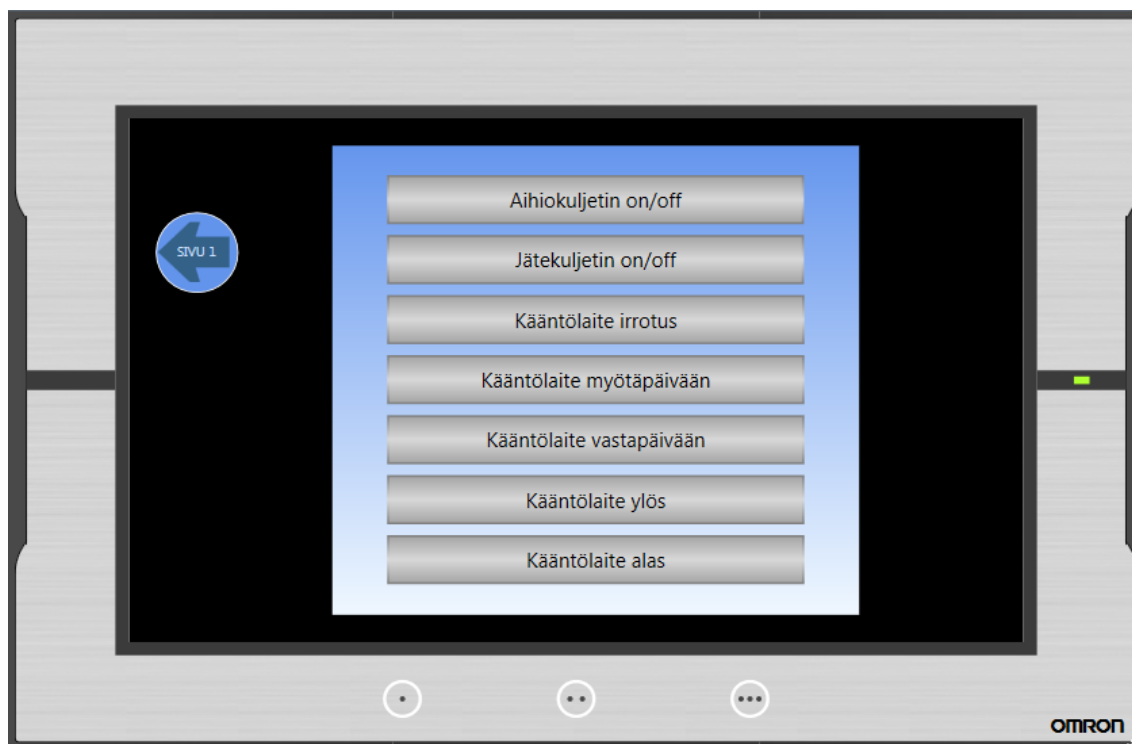 Aihiokuljetin on/off
SIVU 1
Jätekuljetin on/off
Kääntölaite irrotus
Kääntölaite myötäpäivään
Kääntölaite vastapäivään
Kääntölaite ylös
Kääntölaite alas
OMRON